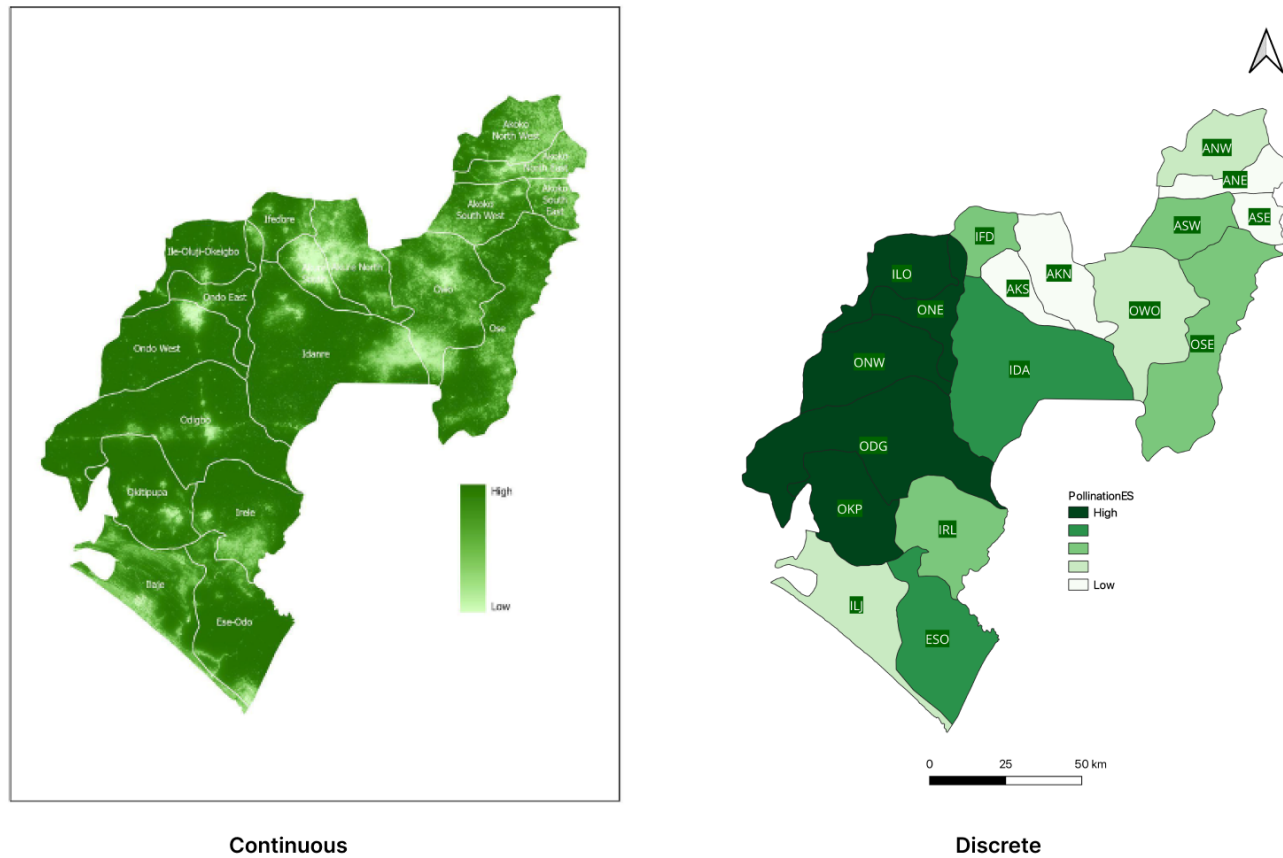 Akoko
North West
Akoko
North East
Akoko
South East
Akoko
South West
Ifedore
Ile-Oluji-Okeigbo
Akure North
South
Owo
Ondo East
Ose
Ondo West
Idanre
Odigbo
Okitipupa
Irele
Ilaje
Ese-Odo
High
Low
Continuous
ANW
ANE
ASE
ASW
IFD
ILO
AKN
AKS
ONE
OWO
OSE
ONW
IDA
ODG
OKP
IRL
ILJ
ESO
PollinationES
High
Low
0 25 50 km
Discrete